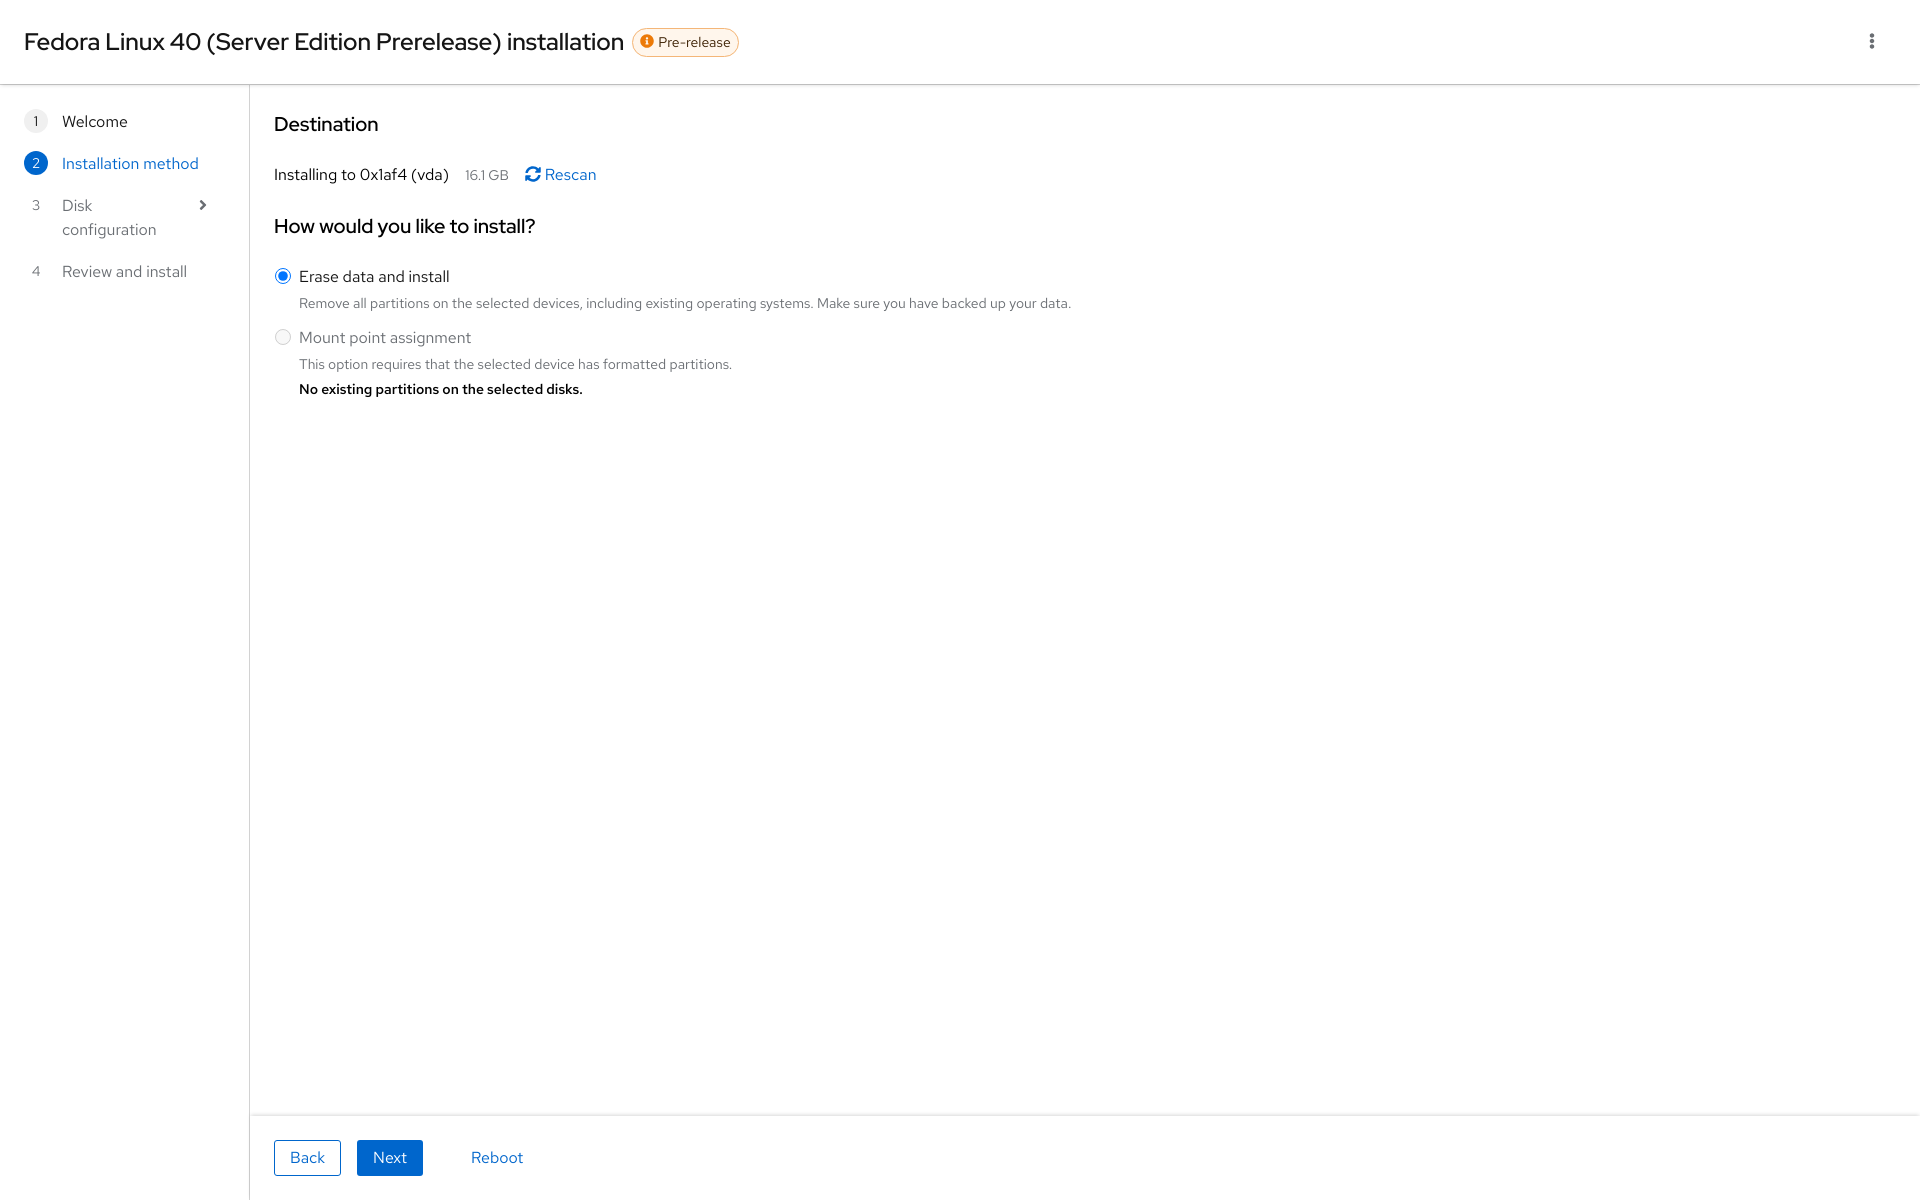 Fedora Linux 40 (Server Edition Prerelease) installation
Pre-release
1 Welcome
2 Installation method
3 Disk
configuration
4 Review and install
Destination
Installing to 0x1af4 (vda) 16.1 GB Rescan
How would you like to install?
Erase data and install
Remove all partitions on the selected devices, including existing operating systems. Make sure you have backed up your data.
Mount point assignment
This option requires that the selected device has formatted partitions.
No existing partitions on the selected disks.
Back Next Reboot